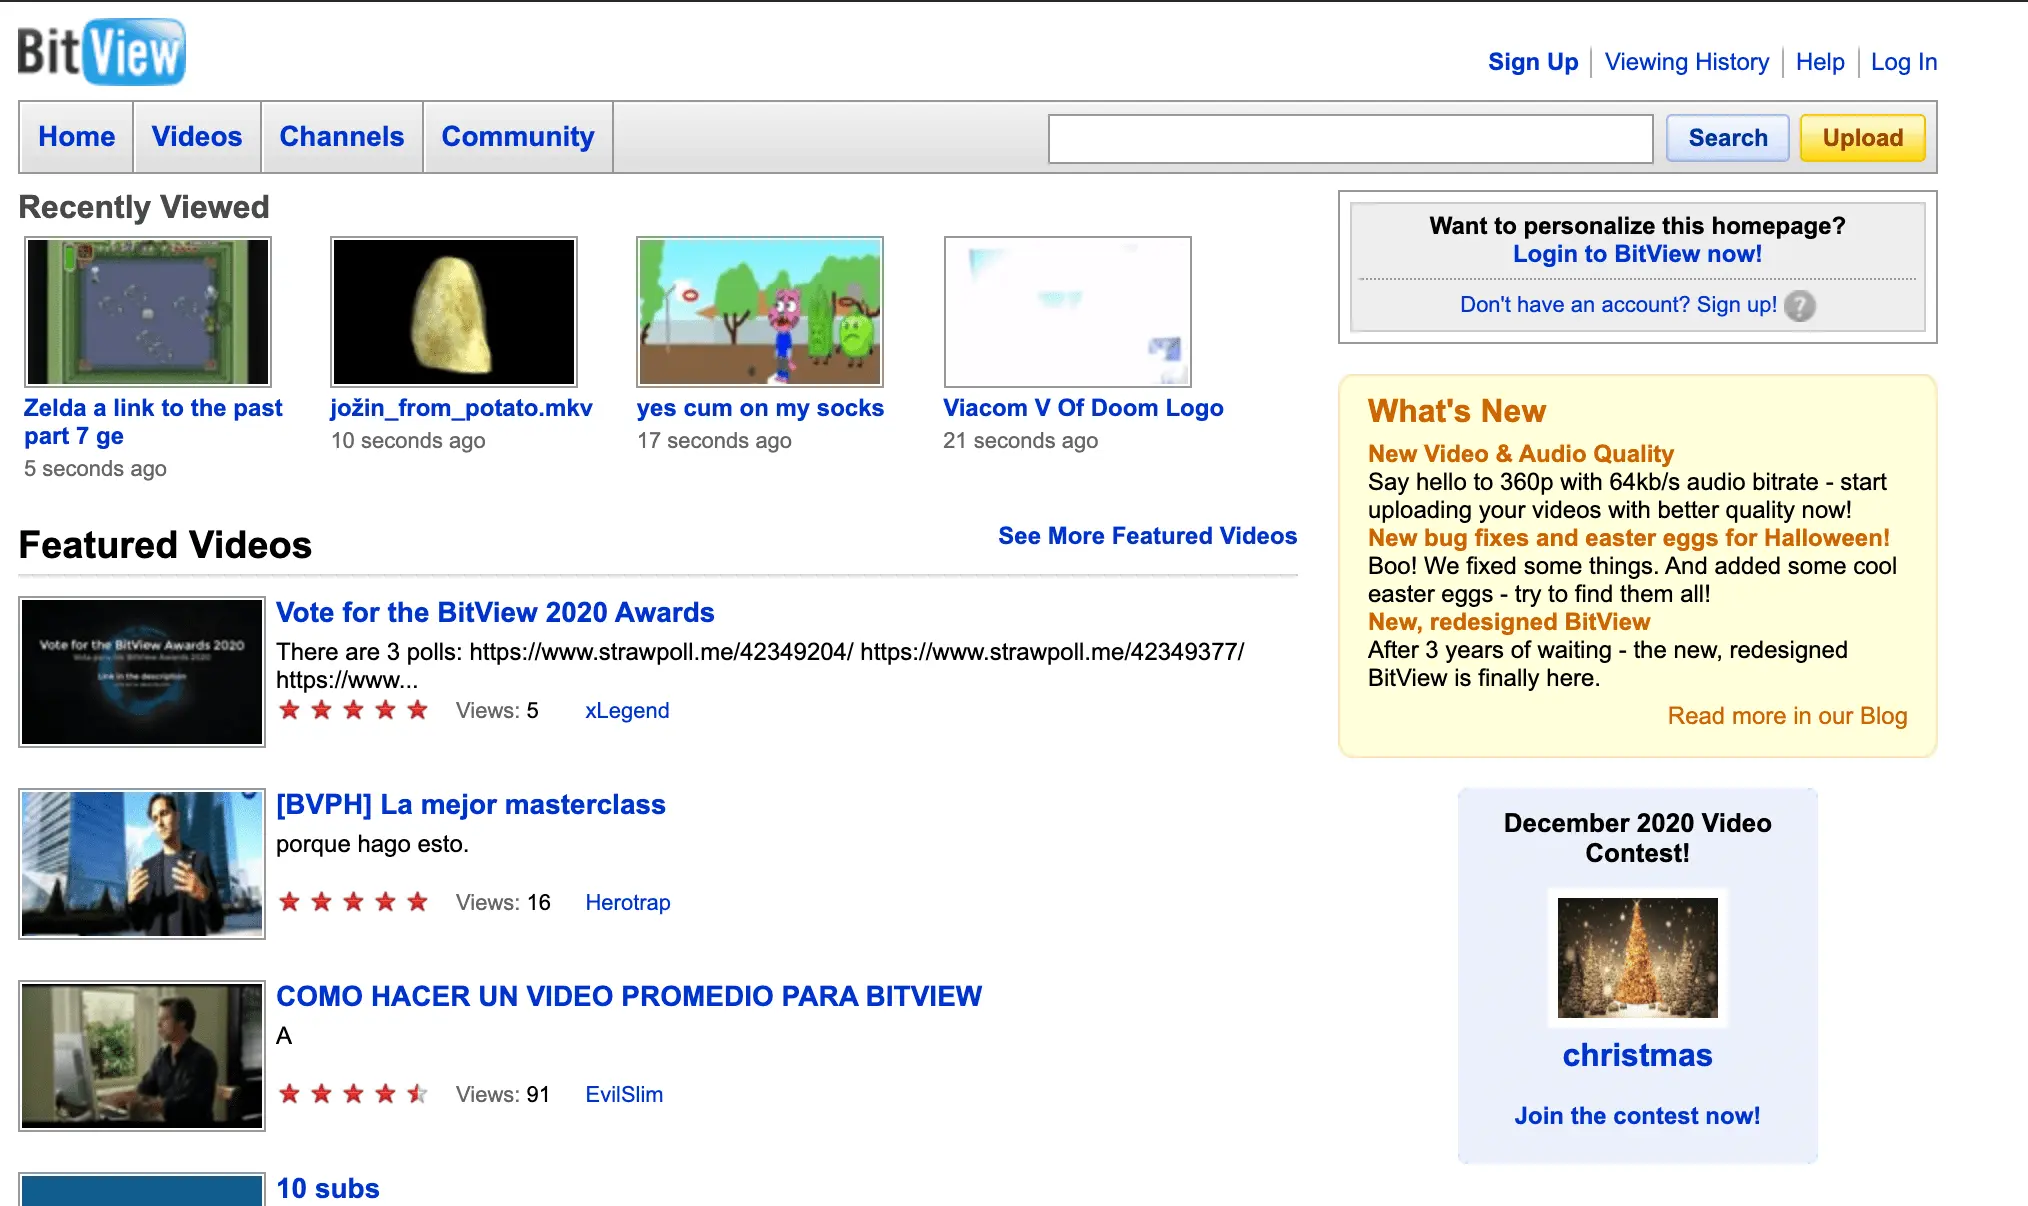 BitView
Sign Up Viewing History Help Log In
Home Videos Channels Community Search Upload
Recently Viewed
Zelda a link to the past
part 7 ge
5 seconds ago
jožin_from_potato.mkv
10 seconds ago
yes cum on my socks
17 seconds ago
Viacom V Of Doom Logo
21 seconds ago
Featured Videos
See More Featured Videos
Vote for the BitView Awards 2020
Link in the description
Vote for the BitView 2020 Awards
There are 3 polls: https://www.strawpoll.me/42349204/ https://www.strawpoll.me/42349377/
https://www...
Views: 5 xLegend
[BVPH] La mejor masterclass
porque hago esto.
Views: 16 Herotrap
COMO HACER UN VIDEO PROMEDIO PARA BITVIEW
A
Views: 91 EvilSlim
10 subs
Want to personalize this homepage?
Login to BitView now!
Don't have an account? Sign up! ?
What's New
New Video & Audio Quality
Say hello to 360p with 64kb/s audio bitrate - start
uploading your videos with better quality now!
New bug fixes and easter eggs for Halloween!
Boo! We fixed some things. And added some cool
easter eggs - try to find them all!
New, redesigned BitView
After 3 years of waiting - the new, redesigned
BitView is finally here.
Read more in our Blog
December 2020 Video
Contest!
christmas
Join the contest now!